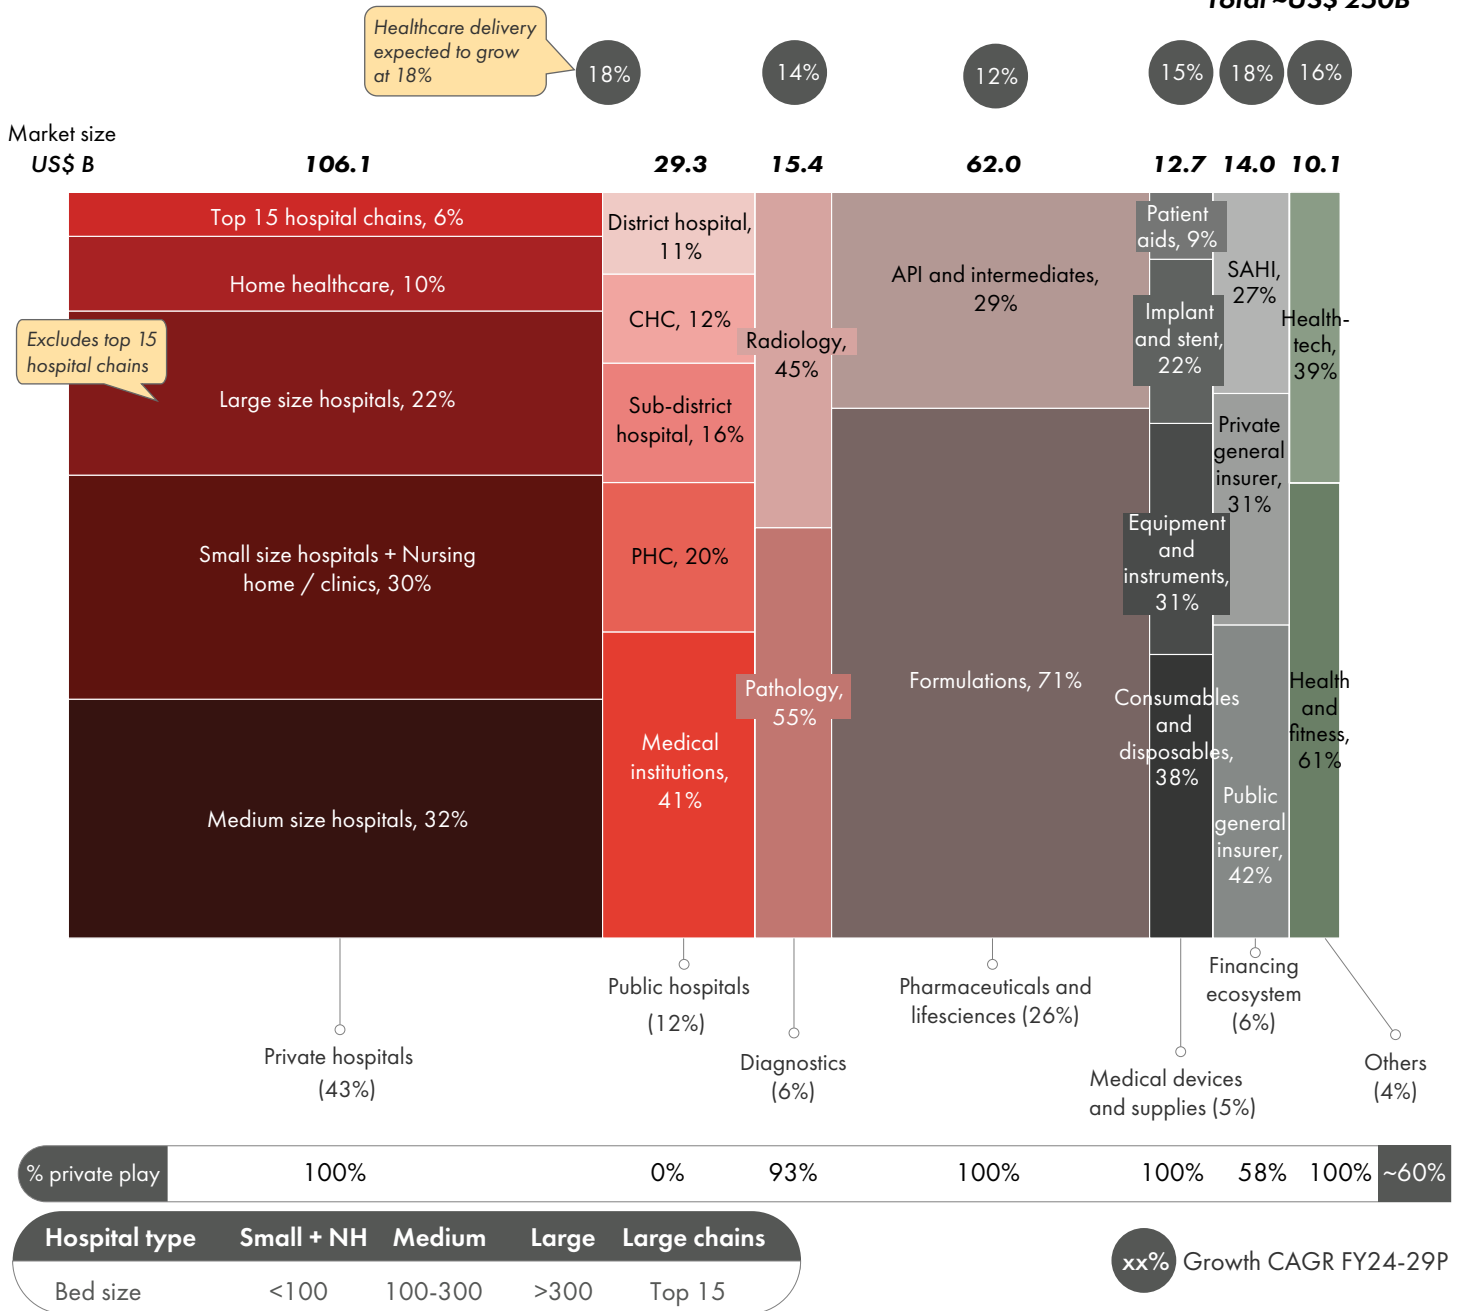 Total ~US$ 250B
Healthcare delivery
expected to grow
at 18%
18%
14%
12%
15%
18%
16%
Market size
US$ B
106.1
29.3
15.4
62.0
12.7
14.0
10.1
Top 15 hospital chains, 6%
Home healthcare, 10%
Excludes top 15
hospital chains
Large size hospitals, 22%
Small size hospitals + Nursing
home / clinics, 30%
Medium size hospitals, 32%
District hospital,
11%
CHC, 12%
Sub-district
hospital, 16%
PHC, 20%
Medical
institutions,
41%
Radiology,
45%
Pathology,
55%
API and intermediates,
29%
Formulations, 71%
Patient
aids, 9%
Implant
and stent,
22%
Equipment
and
instruments,
31%
Consumables
and
disposables,
38%
SAHI,
27%
Private
general
insurer,
31%
Public
general
insurer,
42%
Health-
tech,
39%
Health
and
fitness,
61%
Private hospitals
(43%)
Public hospitals
(12%)
Diagnostics
(6%)
Pharmaceuticals and
lifesciences (26%)
Medical devices
and supplies (5%)
Financing
ecosystem
(6%)
Others
(4%)
% private play 100% 0% 93% 100% 100% 58% 100% ~60%
Hospital type Small + NH Medium Large Large chains
Bed size <100 100-300 >300 Top 15
xx% Growth CAGR FY24-29P